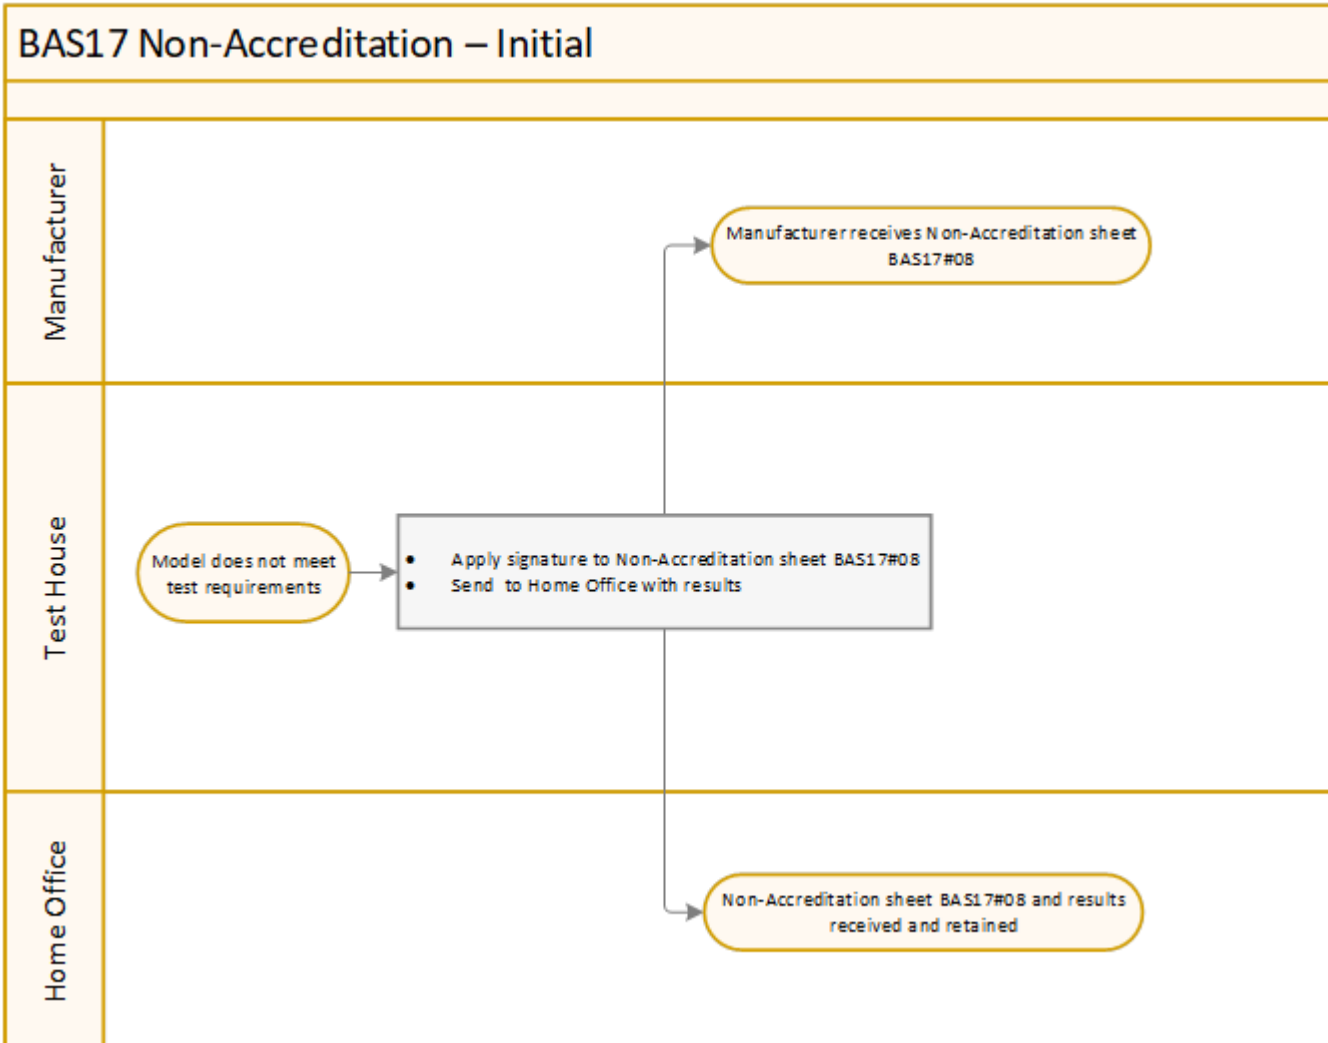 BAS17 Non-Accreditation – Initial
Manufacturer
Manufacturer receives Non-Accreditation sheet
BAS17#08
Test House
Model does not meet
test requirements
• Apply signature to Non-Accreditation sheet BAS17#08
• Send to Home Office with results
Home Office
Non-Accreditation sheet BAS17#08 and results
received and retained